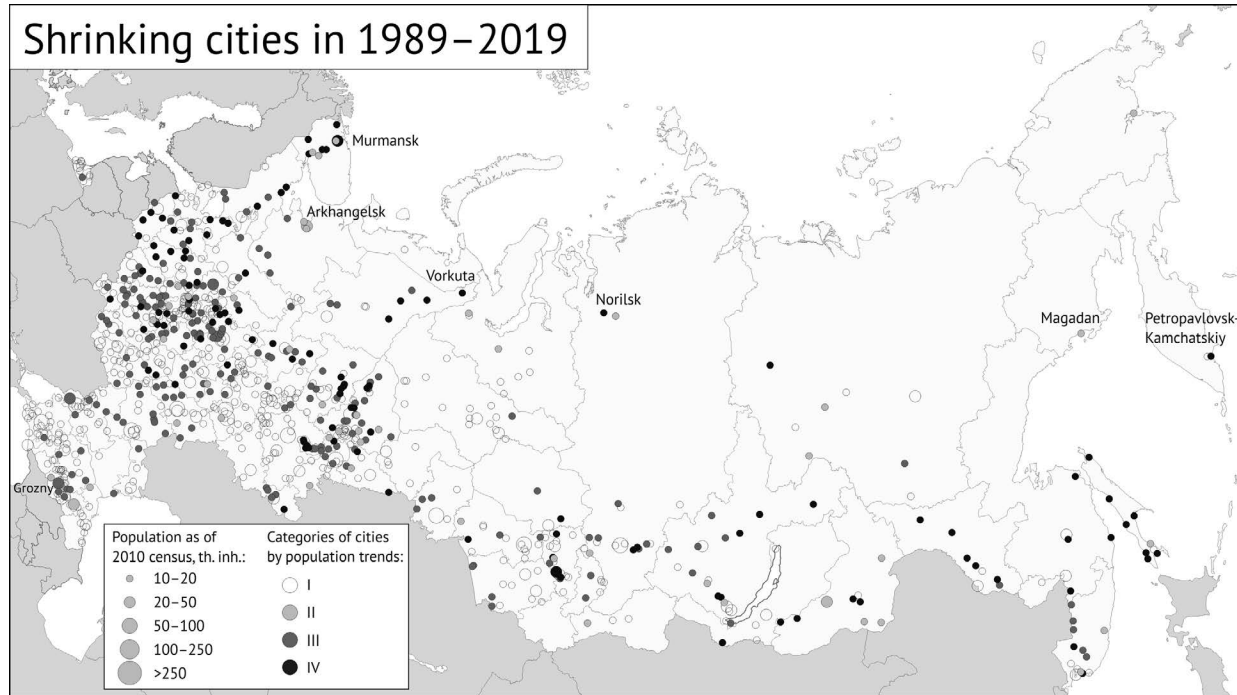 Shrinking cities in 1989–2019
Murmansk
Arkhangelsk
Vorkuta
Norilsk
Magadan
Petropavlovsk-
Kamchatskiy
Grozny
Population as of
2010 census, th. inh.:
10–20
20–50
50–100
100–250
>250
Categories of cities
by population trends:
I
II
III
IV